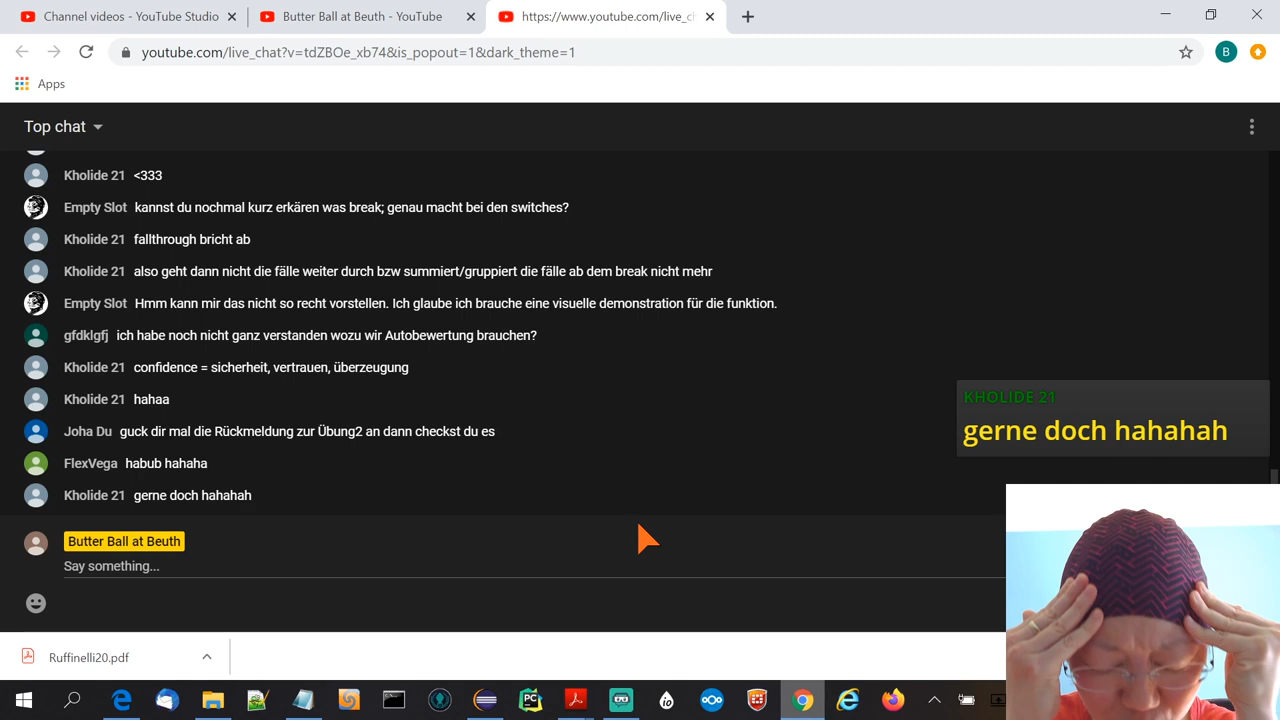 Channel videos - YouTube Studio
Butter Ball at Beuth - YouTube
https://www.youtube.com/live_c
youtube.com/live_chat?v=tdZBOe_xb74&is_popout=1&dark_theme=1
B
Apps
Top chat
Kholide 21 <333
Empty Slot kannst du nochmal kurz erkären was break; genau macht bei den switches?
Kholide 21 fallthrough bricht ab
Kholide 21 also geht dann nicht die fälle weiter durch bzw summiert/gruppiert die fälle ab dem break nicht mehr
Empty Slot Hmm kann mir das nicht so recht vorstellen. Ich glaube ich brauche eine visuelle demonstration für die funktion.
gfdklgfj ich habe noch nicht ganz verstanden wozu wir Autobewertung brauchen?
Kholide 21 confidence = sicherheit, vertrauen, überzeugung
Kholide 21 hahaa
Joha Du guck dir mal die Rückmeldung zur Übung2 an dann checkst du es
FlexVega habub hahaha
Kholide 21 gerne doch hahahah
KHOLIDE 21
gerne doch hahahah
Butter Ball at Beuth
Say something...
Ruffinelli20.pdf
PC
io